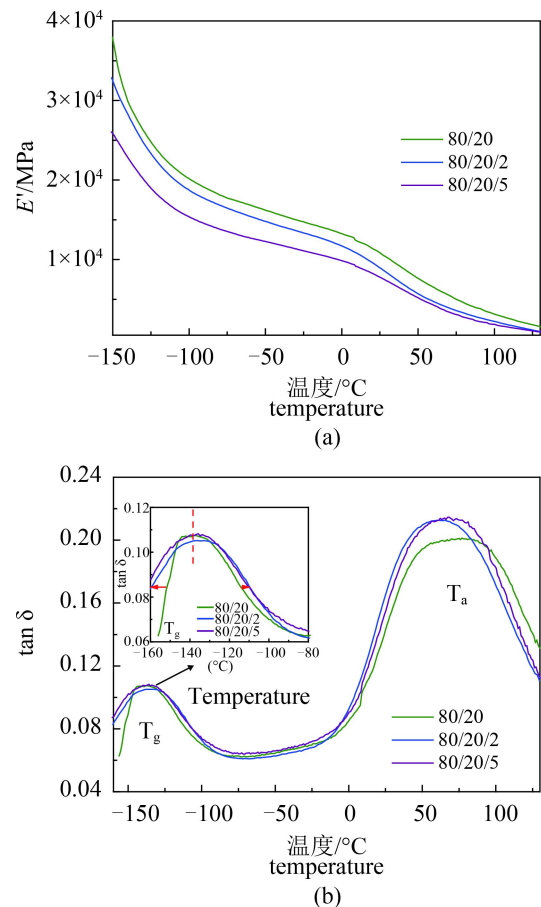 4×10⁴
3×10⁴
2×10⁴
1×10⁴
E'/MPa
80/20
80/20/2
80/20/5
−150 −100 −50 0 50 100
温度/°C
temperature
(a)
0.24
0.20
0.16
0.12
0.08
0.04
tan δ
0.12
0.10
0.08
0.06
tan δ
Tg
80/20
80/20/2
80/20/5
−160 −140 −120 −100 −80
(°C)
Temperature
Tg
Ta
80/20
80/20/2
80/20/5
−150 −100 −50 0 50 100
温度/°C
temperature
(b)